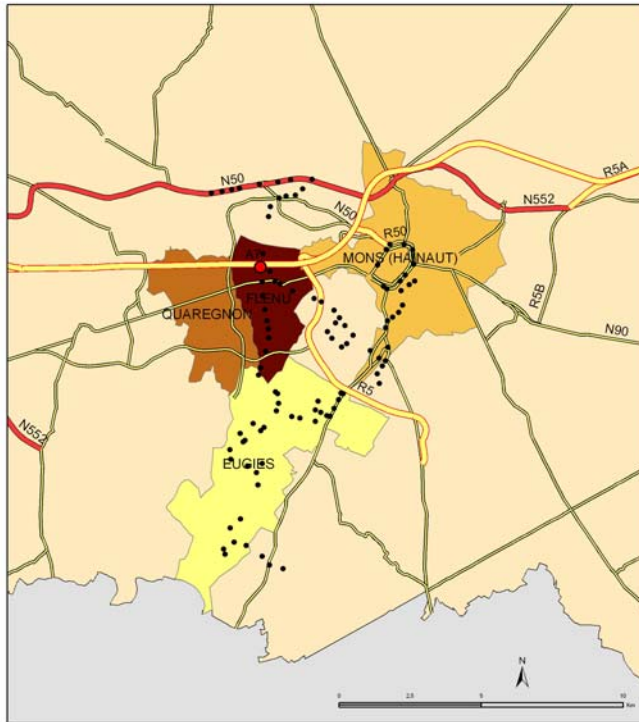 R5A
N50
N552
N50
R50
MONS (HAINAUT)
A7
FLENU
QUAREGNON
R5B
N90
R5
N552
EUGIES
N
0 2,5 5 10
Km